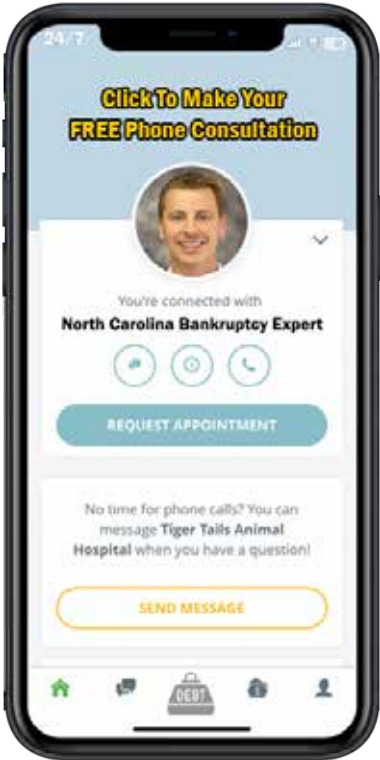 24/7
Click To Make Your
FREE Phone Consultation
You're connected with
North Carolina Bankruptcy Expert
REQUEST APPOINTMENT
No time for phone calls? You can
message Tiger Tails Animal
Hospital when you have a question!
SEND MESSAGE
DEBT